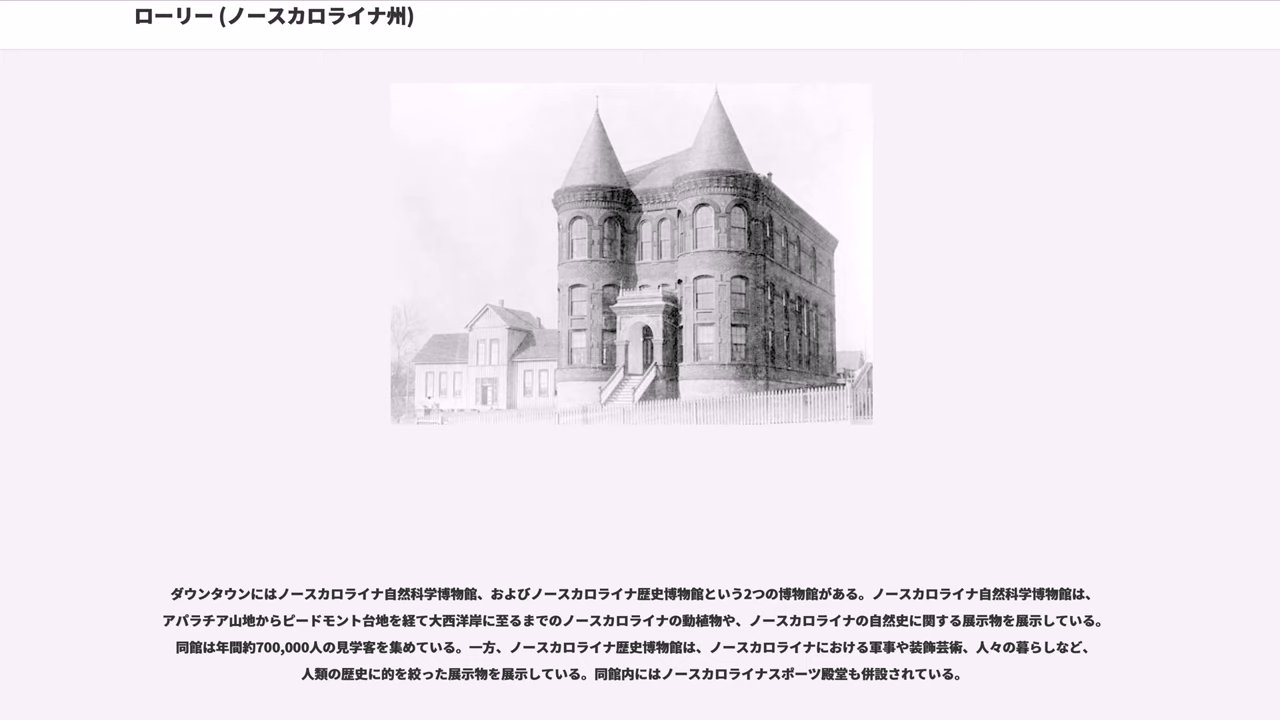 ローリー (ノースカロライナ州)
ダウンタウンにはノースカロライナ自然科学博物館、およびノースカロライナ歴史博物館という2つの博物館がある。ノースカロライナ自然科学博物館は、
アパラチア山地からピードモント台地を経て大西洋岸に至るまでのノースカロライナの動植物や、ノースカロライナの自然史に関する展示物を展示している。
同館は年間約700,000人の見学客を集めている。一方、ノースカロライナ歴史博物館は、ノースカロライナにおける軍事や装飾芸術、人々の暮らしなど、
人類の歴史に的を絞った展示物を展示している。同館内にはノースカロライナスポーツ殿堂も併設されている。